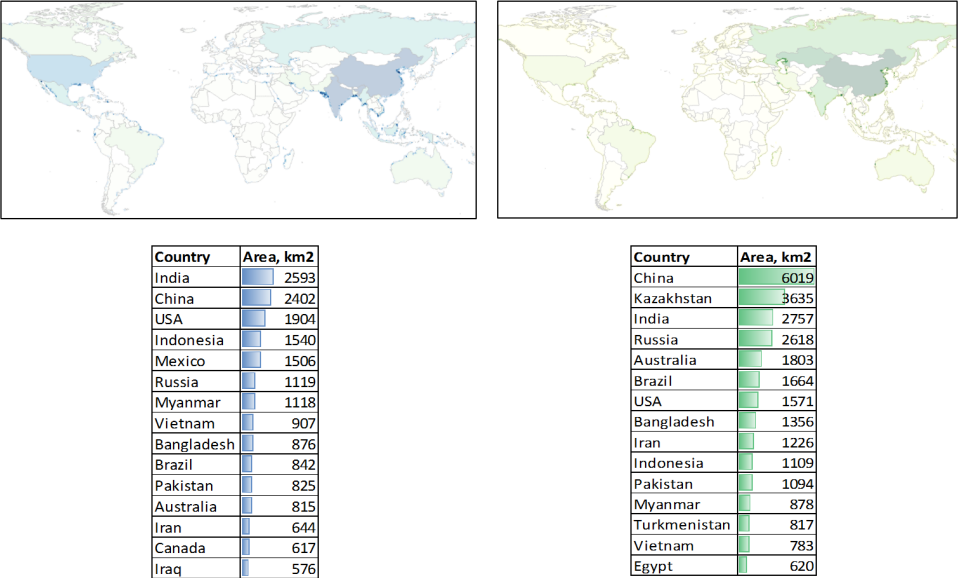 Country Area, km2
India 2593
China 2402
USA 1904
Indonesia 1540
Mexico 1506
Russia 1119
Myanmar 1118
Vietnam 907
Bangladesh 876
Brazil 842
Pakistan 825
Australia 815
Iran 644
Canada 617
Iraq 576
Country Area, km2
China 6019
Kazakhstan 3635
India 2757
Russia 2618
Australia 1803
Brazil 1664
USA 1571
Bangladesh 1356
Iran 1226
Indonesia 1109
Pakistan 1094
Myanmar 878
Turkmenistan 817
Vietnam 783
Egypt 620